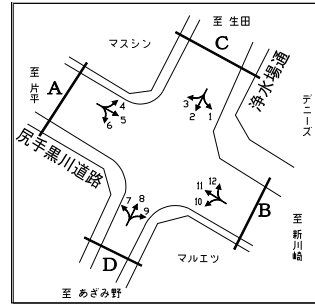 至 生田
マスシン
C
浄水場通
至 片平
A
デニーズ
3 2 1
4
5
6
尻手黒川道路
11 12
10
7 8
9
B
至 新川崎
D
マルエツ
至 あざみ野